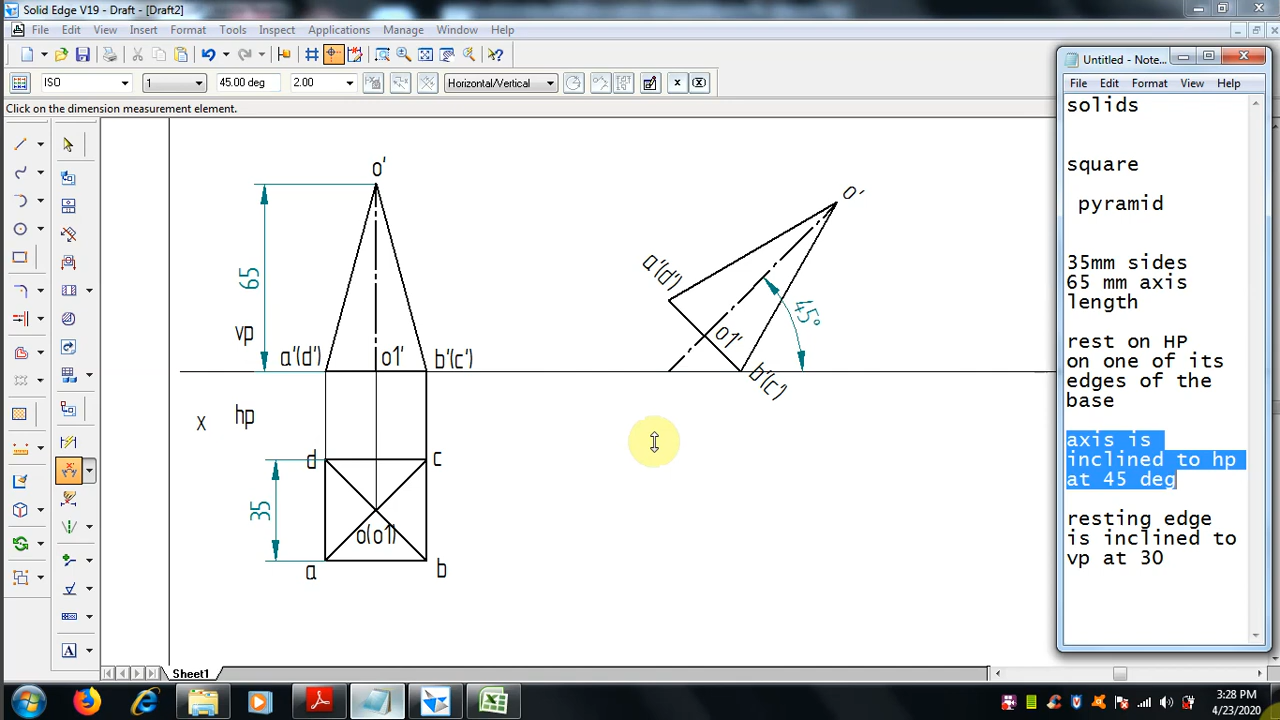 Solid Edge V19 - Draft - [Draft2]
File Edit View Insert Format Tools Inspect Applications Manage Window Help
ISO 1 45.00 deg 2.00 Horizontal/Vertical
Click on the dimension measurement element.
o'
65
vp
a'(d') o1' b'(c')
x hp
d c
35
o(o1)
a b
o'
a'(d')
45°
o1'
b'(c')
Sheet1
Untitled - Note...
File Edit Format View Help
solids
square
pyramid
35mm sides
65 mm axis
length
rest on HP
on one of its
edges of the
base
axis is
inclined to hp
at 45 deg
resting edge
is inclined to
vp at 30
3:28 PM
4/23/2020